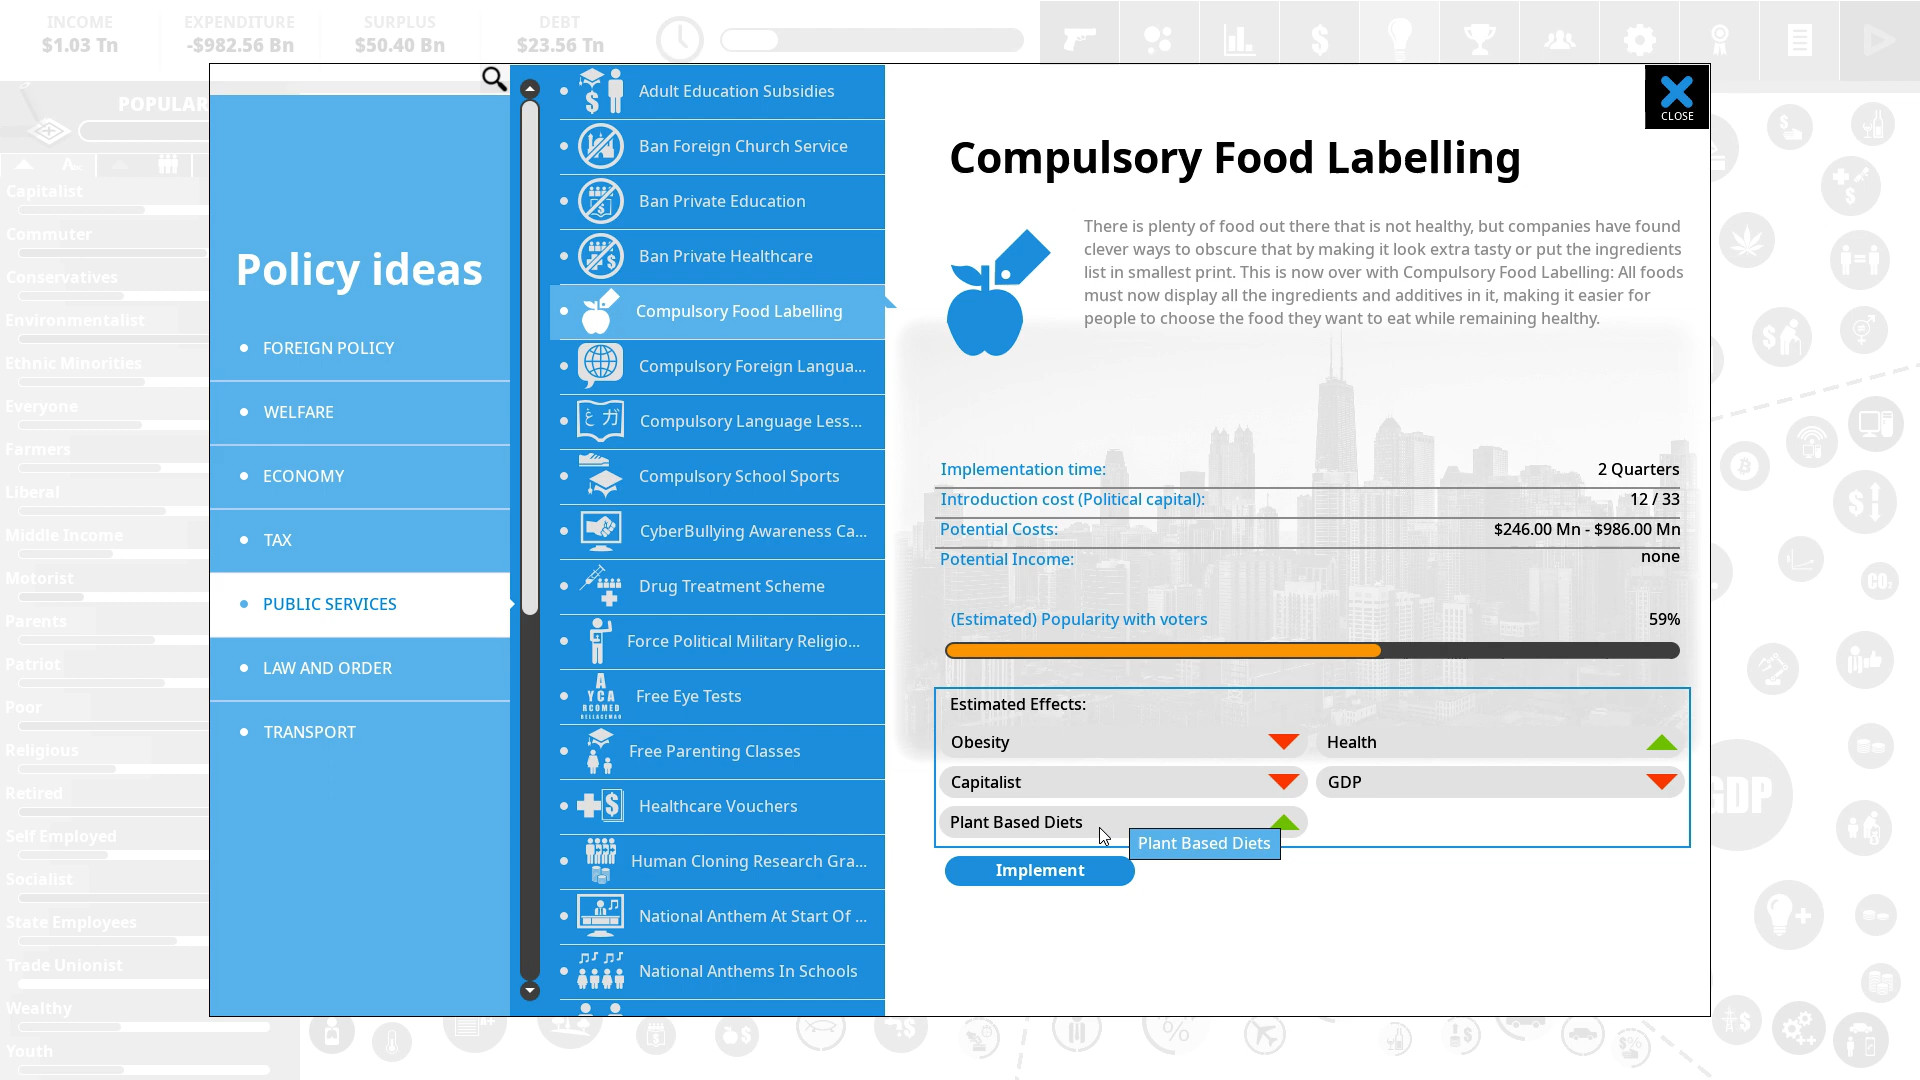 INCOME
$1.03 Tn
EXPENDITURE
-$982.56 Bn
SURPLUS
$50.40 Bn
DEBT
$23.56 Tn
POPULAR
Capitalist
Commuter
Conservatives
Environmentalist
Ethnic Minorities
Everyone
Farmers
Liberal
Middle Income
Motorist
Parents
Patriot
Poor
Religious
Retired
Self Employed
Socialist
State Employees
Trade Unionist
Wealthy
Youth
Policy ideas
FOREIGN POLICY
WELFARE
ECONOMY
TAX
PUBLIC SERVICES
LAW AND ORDER
TRANSPORT
Adult Education Subsidies
Ban Foreign Church Service
Ban Private Education
Ban Private Healthcare
Compulsory Food Labelling
Compulsory Foreign Langua...
Compulsory Language Less...
Compulsory School Sports
CyberBullying Awareness Ca...
Drug Treatment Scheme
Force Political Military Religio...
Free Eye Tests
Free Parenting Classes
Healthcare Vouchers
Human Cloning Research Gra...
National Anthem At Start Of ...
National Anthems In Schools
CLOSE
Compulsory Food Labelling
There is plenty of food out there that is not healthy, but companies have found
clever ways to obscure that by making it look extra tasty or put the ingredients
list in smallest print. This is now over with Compulsory Food Labelling: All foods
must now display all the ingredients and additives in it, making it easier for
people to choose the food they want to eat while remaining healthy.
Implementation time: 2 Quarters
Introduction cost (Political capital): 12 / 33
Potential Costs: $246.00 Mn - $986.00 Mn
Potential Income: none
(Estimated) Popularity with voters 59%
Estimated Effects:
Obesity Health
Capitalist GDP
Plant Based Diets
Plant Based Diets
Implement
GDP
CO₂